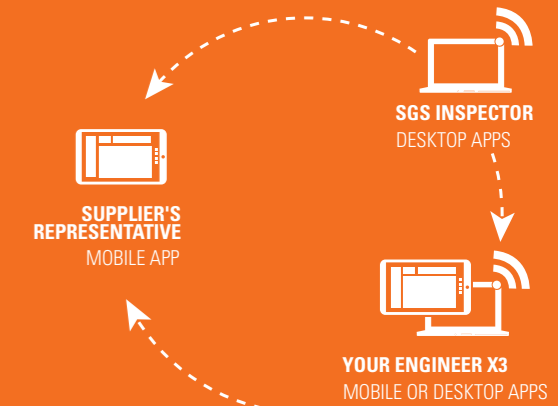 SGS INSPECTOR
DESKTOP APPS
SUPPLIER'S
REPRESENTATIVE
MOBILE APP
YOUR ENGINEER X3
MOBILE OR DESKTOP APPS